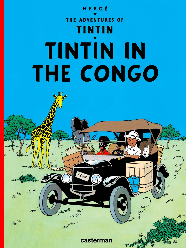 HERGÉ
THE ADVENTURES OF
TINTIN
TINTIN IN
THE CONGO
casterman